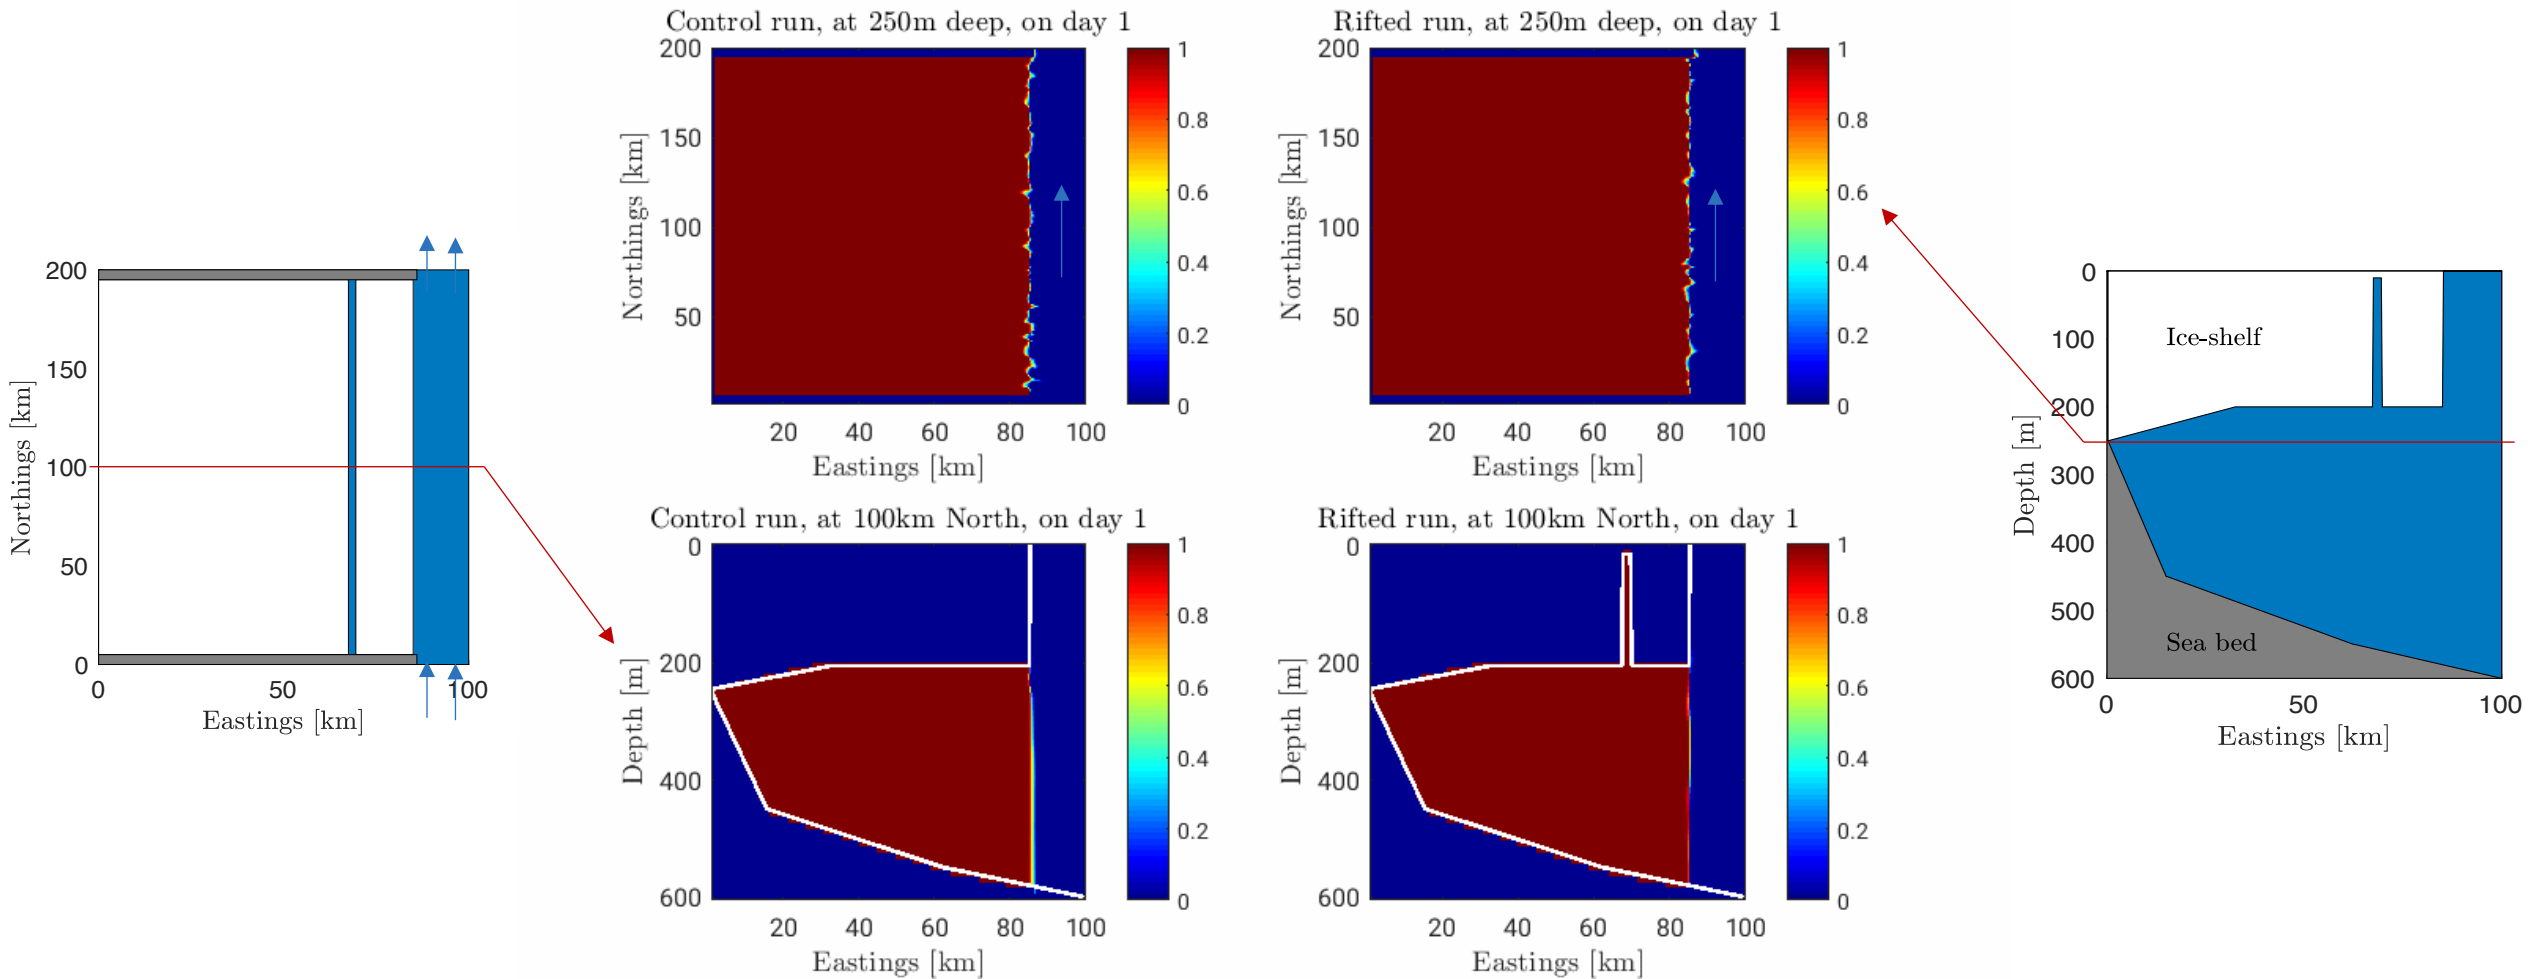 Control run, at 250m deep, on day 1
200
150
100
50
20 40 60 80 100
Northings [km]
Eastings [km]
1
0.8
0.6
0.4
0.2
0
Rifted run, at 250m deep, on day 1
200
150
100
50
20 40 60 80 100
Northings [km]
Eastings [km]
1
0.8
0.6
0.4
0.2
0
200
150
100
50
0
0 50 100
Northings [km]
Eastings [km]
0
100
200
300
400
500
600
0 50 100
Depth [m]
Eastings [km]
Ice-shelf
Sea bed
Control run, at 100km North, on day 1
0
200
400
600
20 40 60 80 100
Depth [m]
Eastings [km]
1
0.8
0.6
0.4
0.2
0
Rifted run, at 100km North, on day 1
0
200
400
600
20 40 60 80 100
Depth [m]
Eastings [km]
1
0.8
0.6
0.4
0.2
0